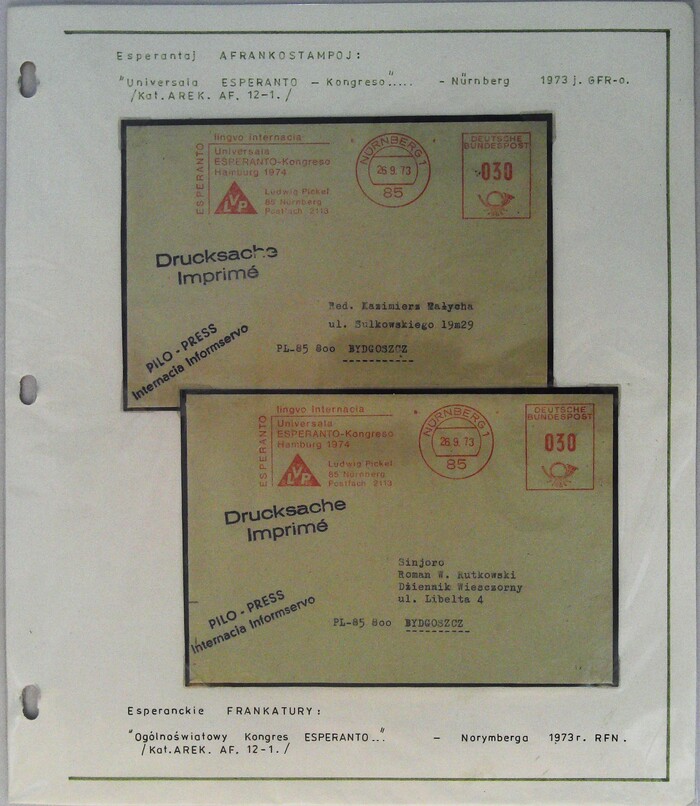 Esperantaj AFRANKOSTAMPOJ:
"Universala ESPERANTO – Kongreso"..... - Nürnberg 1973 j. GFR-o.
/Kat. AREK. AF. 12-1./
ESPERANTO
lingvo internacia:
Universala
ESPERANTO-Kongreso
Hamburg 1974
LVP
Ludwig Pickel
85 Nürnberg
Postfach 2113
NÜRNBERG 1
26.9.73
85
DEUTSCHE
BUNDESPOST
030
Drucksache
Imprimé
PILO - PRESS
Internacia Informservo
Red. Kazimierz Małycha
ul. Sulkowskiego 19m29
PL-85 800 BYDGOSZCZ
ESPERANTO
lingvo internacia
Universala
ESPERANTO-Kongreso
Hamburg 1974
LVP
Ludwig Pickel
85 Nürnberg
Postfach 2113
NÜRNBERG 1
26.9.73
85
DEUTSCHE
BUNDESPOST
030
Drucksache
Imprimé
PILO - PRESS
Internacia Informservo
Sinjoro
Roman W. Rutkowski
Dziennik Wiesczorny
ul. Libelta 4
PL-85 800 BYDGOSZCZ
Esperanckie FRANKATURY:
"Ogólnoświatowy Kongres ESPERANTO..." – Norymberga 1973 r. RFN.
/Kat. AREK. AF. 12-1./